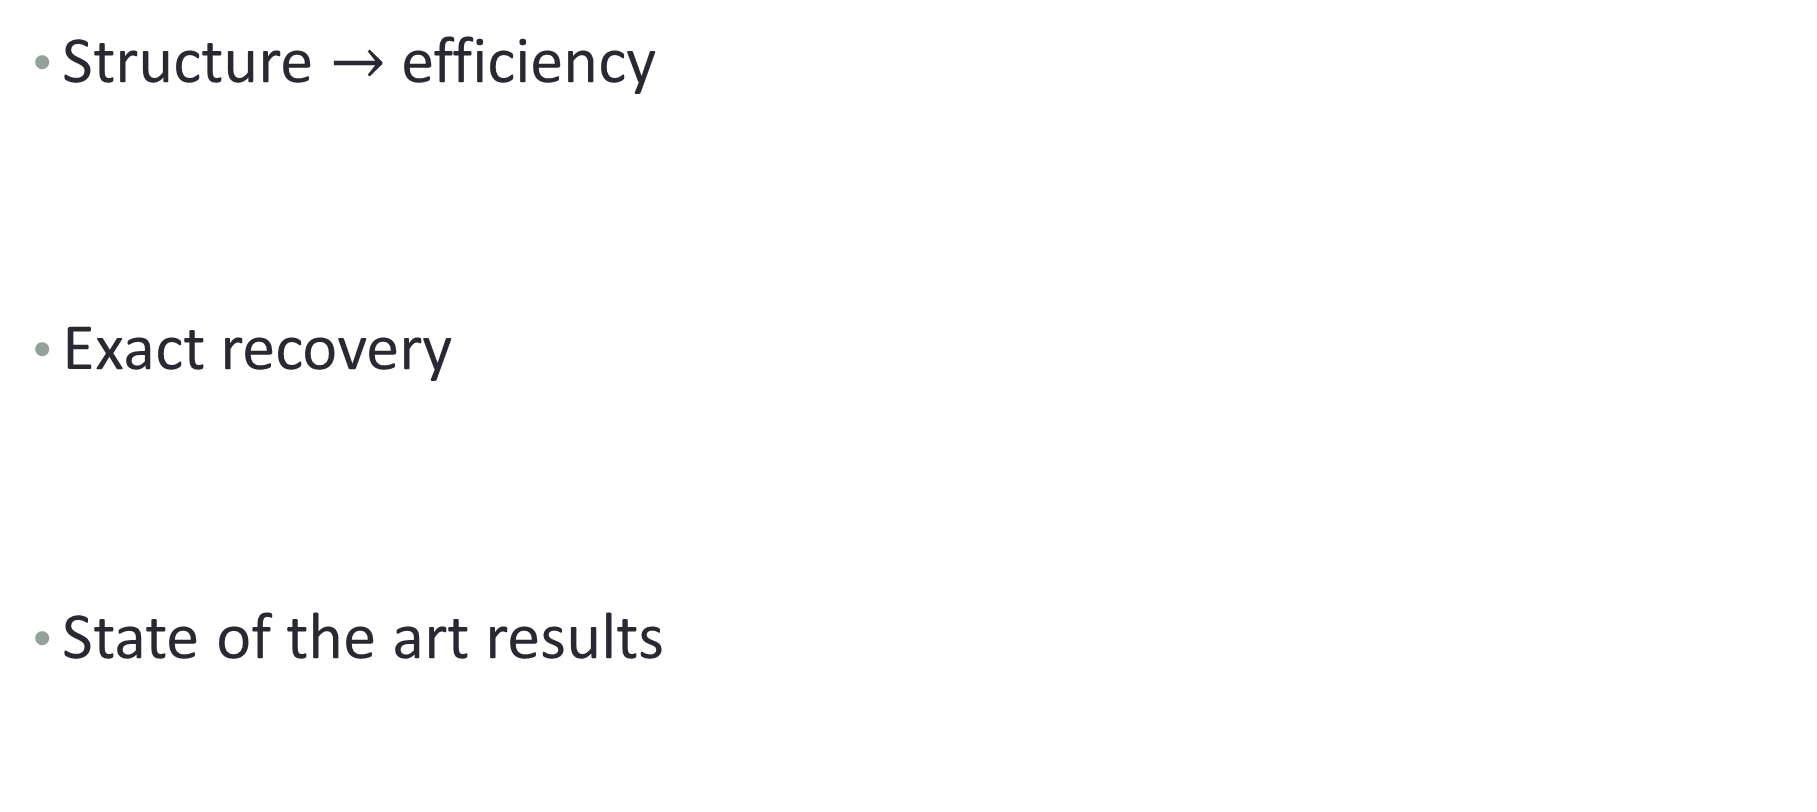 • Structure → efficiency
• Exact recovery
• State of the art results